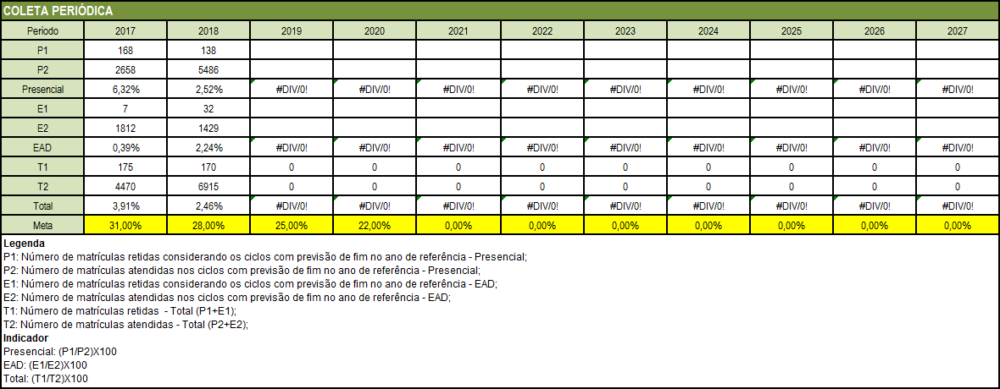 COLETA PERIÓDICA
Período 2017 2018 2019 2020 2021 2022 2023 2024 2025 2026 2027
P1 168 138
P2 2658 5486
Presencial 6,32% 2,52% #DIV/0! #DIV/0! #DIV/0! #DIV/0! #DIV/0! #DIV/0! #DIV/0! #DIV/0! #DIV/0!
E1 7 32
E2 1812 1429
EAD 0,39% 2,24% #DIV/0! #DIV/0! #DIV/0! #DIV/0! #DIV/0! #DIV/0! #DIV/0! #DIV/0! #DIV/0!
T1 175 170 0 0 0 0 0 0 0 0 0
T2 4470 6915 0 0 0 0 0 0 0 0 0
Total 3,91% 2,46% #DIV/0! #DIV/0! #DIV/0! #DIV/0! #DIV/0! #DIV/0! #DIV/0! #DIV/0! #DIV/0!
Meta 31,00% 28,00% 25,00% 22,00% 0,00% 0,00% 0,00% 0,00% 0,00% 0,00% 0,00%
Legenda
P1: Número de matrículas retidas considerando os ciclos com previsão de fim no ano de referência - Presencial;
P2: Número de matrículas atendidas nos ciclos com previsão de fim no ano de referência - Presencial;
E1: Número de matrículas retidas considerando os ciclos com previsão de fim no ano de referência - EAD;
E2: Número de matrículas atendidas nos ciclos com previsão de fim no ano de referência - EAD;
T1: Número de matrículas retidas - Total (P1+E1);
T2: Número de matrículas atendidas - Total (P2+E2);
Indicador
Presencial: (P1/P2)X100
EAD: (E1/E2)X100
Total: (T1/T2)X100